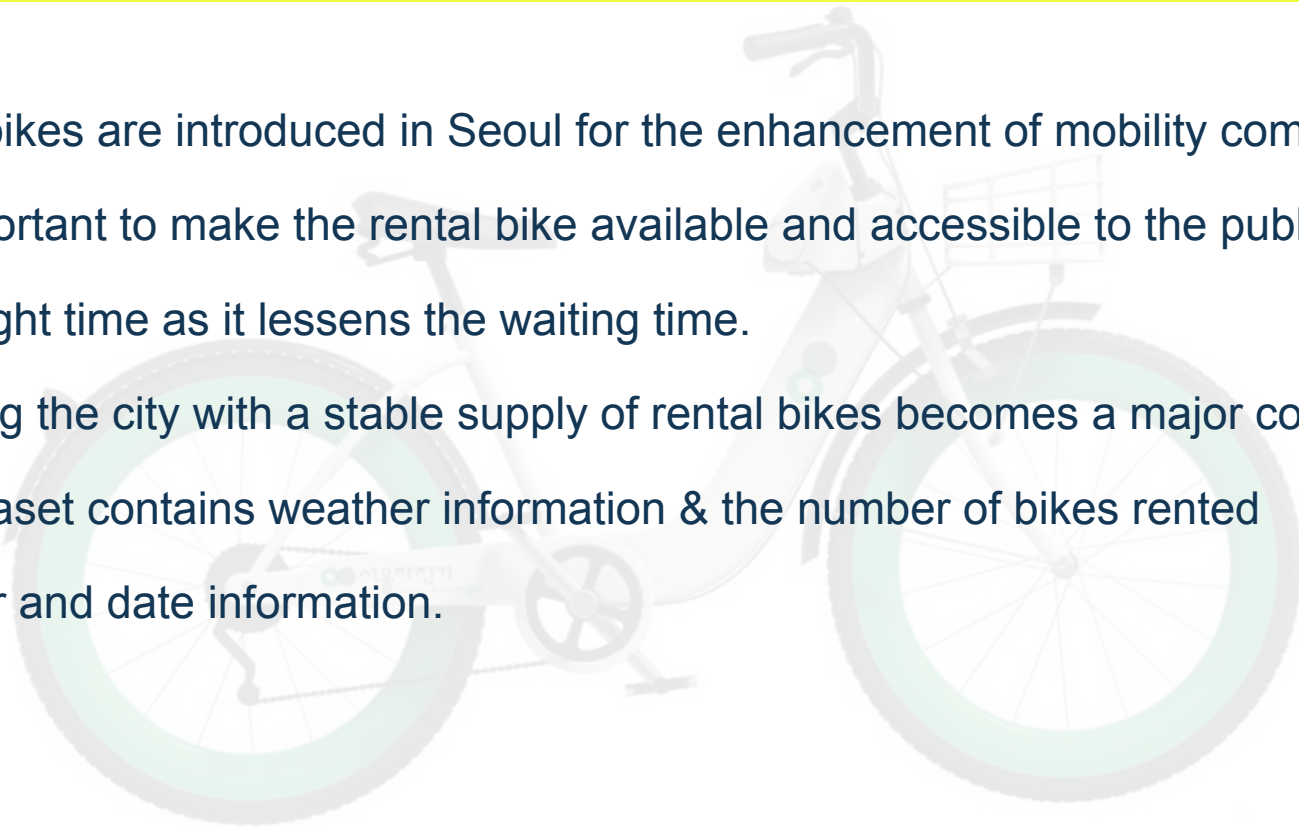 bikes are introduced in Seoul for the enhancement of mobility com
ortant to make the rental bike available and accessible to the publ
ght time as it lessens the waiting time.
g the city with a stable supply of rental bikes becomes a major co
aset contains weather information & the number of bikes rented
r and date information.